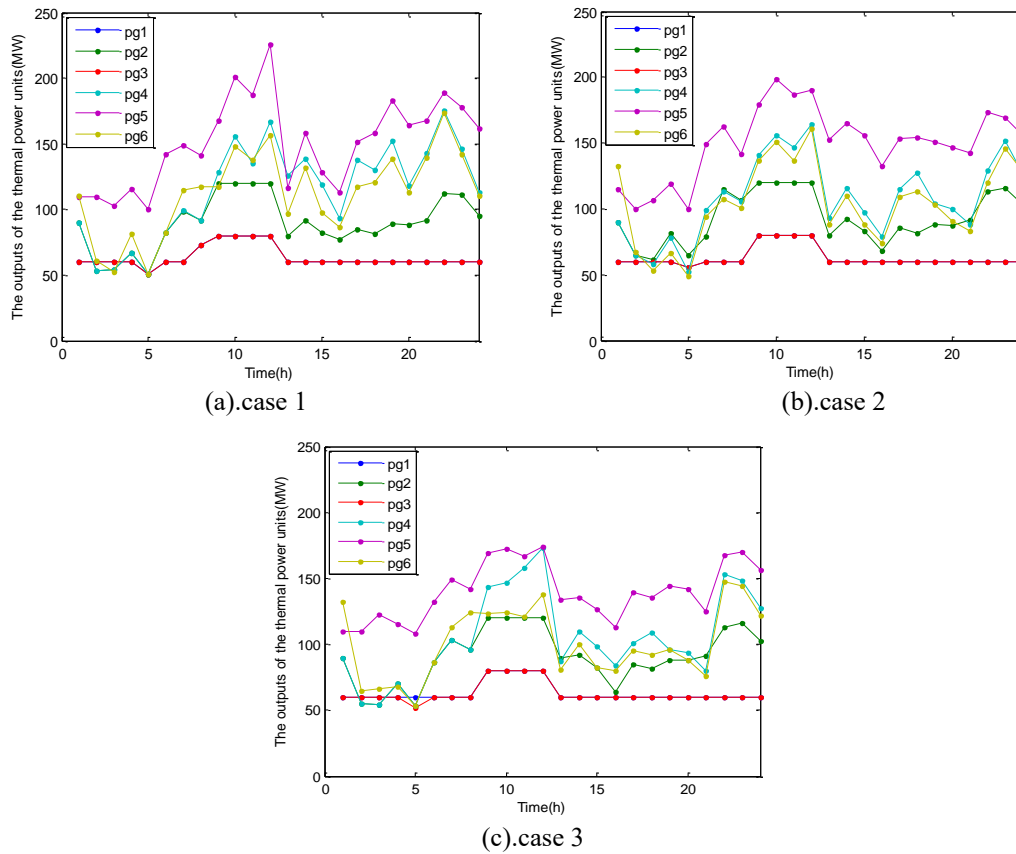 The outputs of the thermal power units(MW)
250
200
150
100
50
0
pg1
pg2
pg3
pg4
pg5
pg6
0 5 10 15 20
Time(h)
(a).case 1
The outputs of the thermal power units(MW)
250
200
150
100
50
0
pg1
pg2
pg3
pg4
pg5
pg6
0 5 10 15 20
Time(h)
(b).case 2
The outputs of the thermal power units(MW)
250
200
150
100
50
0
pg1
pg2
pg3
pg4
pg5
pg6
0 5 10 15 20
Time(h)
(c).case 3